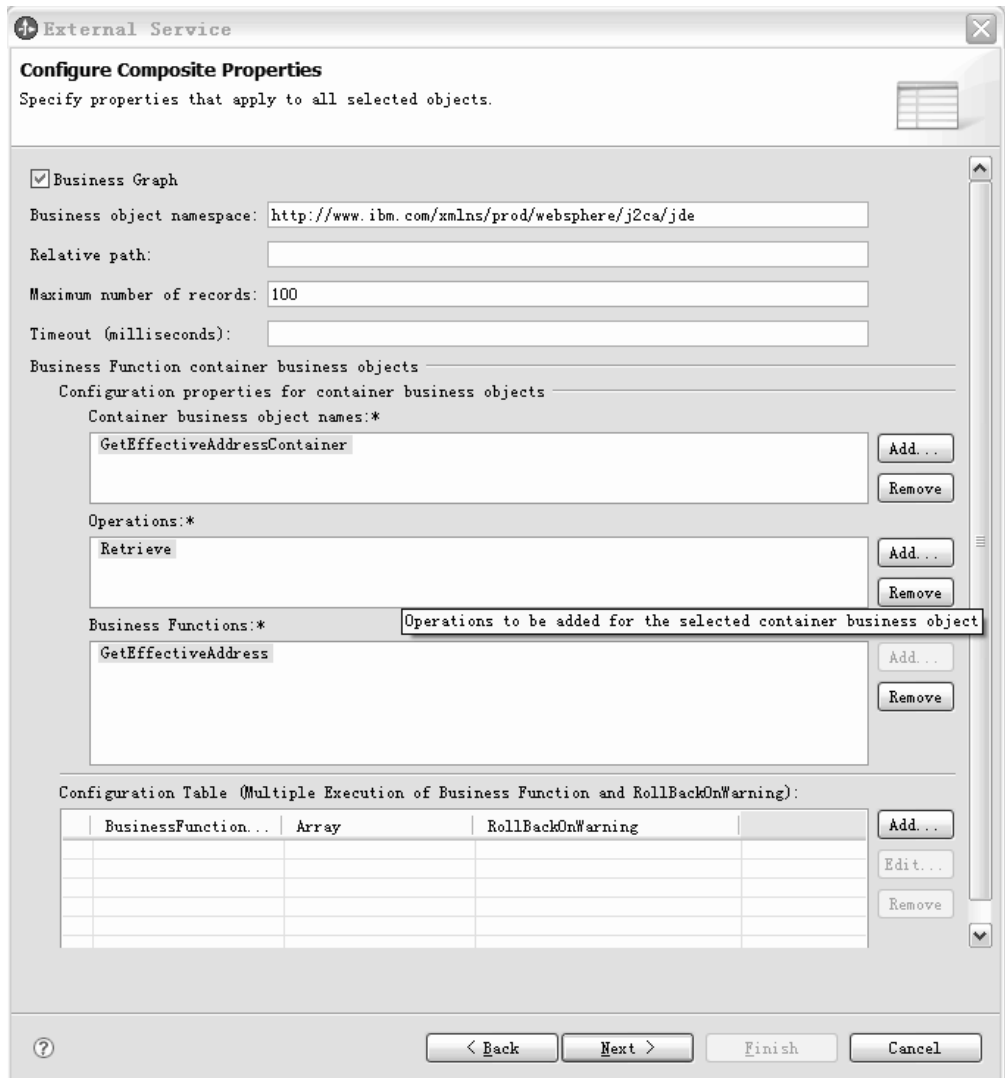 External Service
Configure Composite Properties
Specify properties that apply to all selected objects.
Business Graph
Business object namespace: http://www.ibm.com/xmlns/prod/websphere/j2ca/jde
Relative path:
Maximum number of records: 100
Timeout (milliseconds):
Business Function container business objects
Configuration properties for container business objects
Container business object names:*
GetEffectiveAddressContainer
Add...
Remove
Operations:*
Retrieve
Add...
Remove
Operations to be added for the selected container business object
Business Functions:*
GetEffectiveAddress
Add...
Remove
Configuration Table (Multiple Execution of Business Function and RollBackOnWarning):
BusinessFunction... Array RollBackOnWarning
Add...
Edit...
Remove
? < Back Next > Finish Cancel